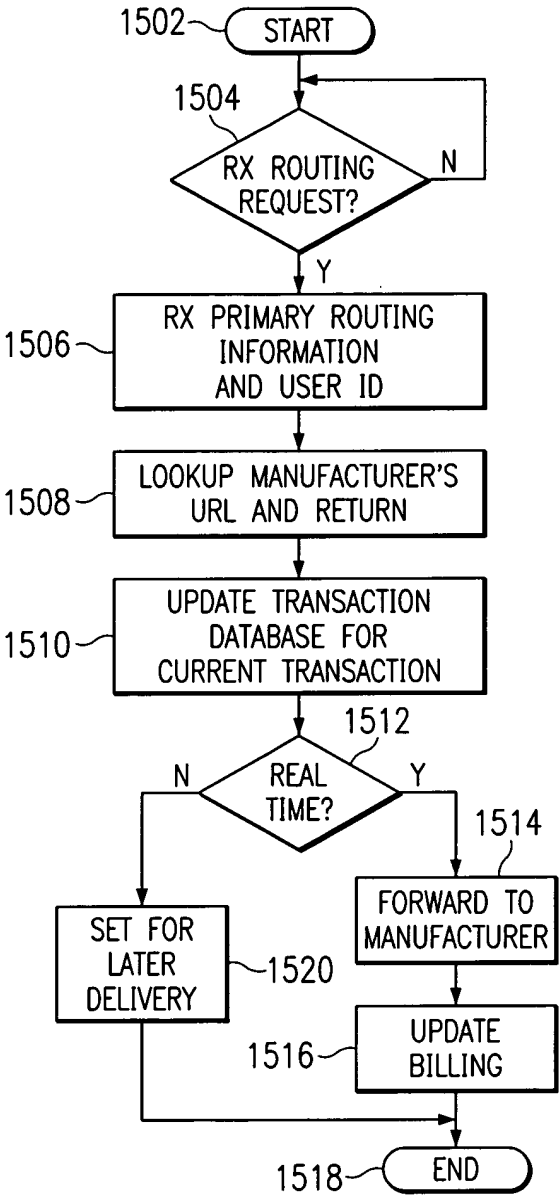 1502
START
1504
RX ROUTING
REQUEST?
N
Y
1506
RX PRIMARY ROUTING
INFORMATION
AND USER ID
1508
LOOKUP MANUFACTURER'S
URL AND RETURN
1510
UPDATE TRANSACTION
DATABASE FOR
CURRENT TRANSACTION
1512
N
REAL
TIME?
Y
1514
FORWARD TO
MANUFACTURER
SET FOR
LATER
DELIVERY
1520
1516
UPDATE
BILLING
1518
END